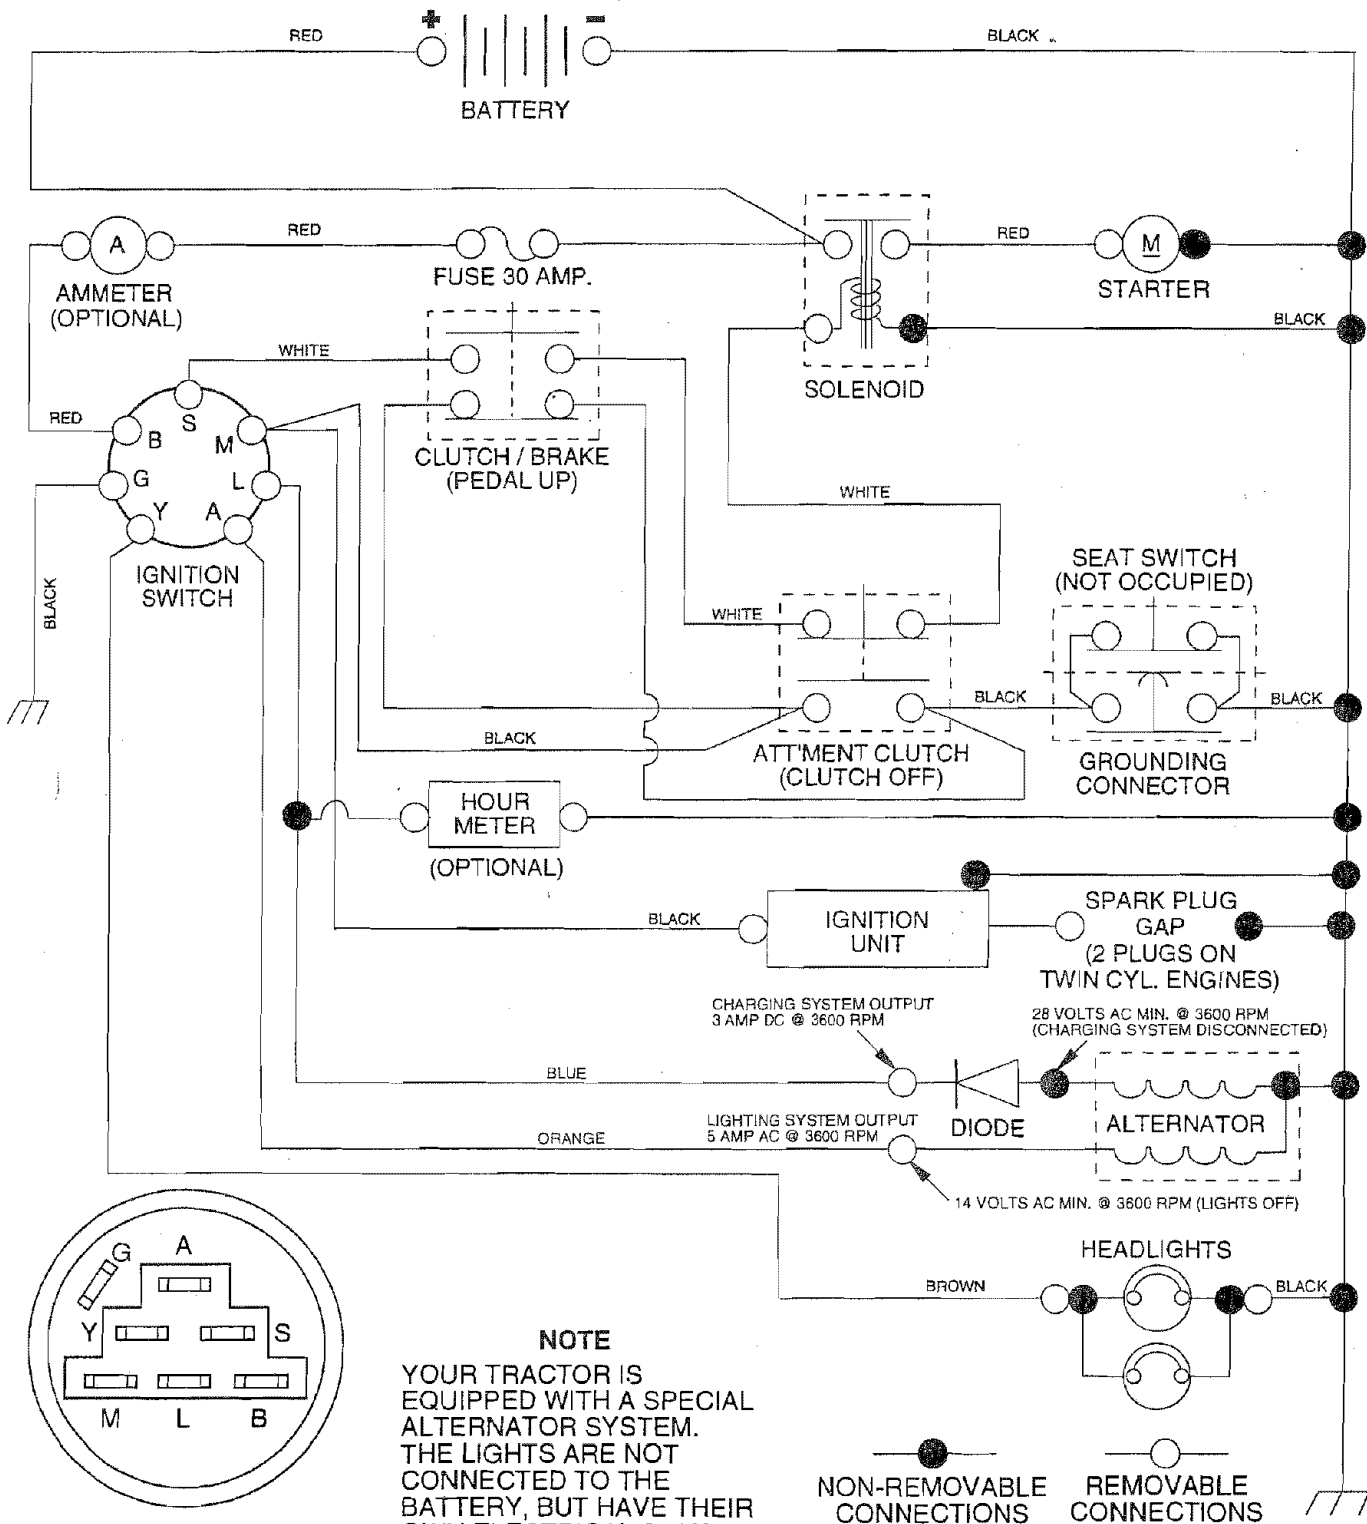 + −
RED
BLACK
BATTERY
A
RED
FUSE 30 AMP.
RED
M
STARTER
AMMETER
(OPTIONAL)
BLACK
WHITE
SOLENOID
RED
S
B
M
G
L
Y
A
CLUTCH / BRAKE
(PEDAL UP)
WHITE
IGNITION
SWITCH
BLACK
SEAT SWITCH
(NOT OCCUPIED)
WHITE
BLACK
BLACK
BLACK
ATT'MENT CLUTCH
(CLUTCH OFF)
GROUNDING
CONNECTOR
HOUR
METER
(OPTIONAL)
BLACK
IGNITION
UNIT
SPARK PLUG
GAP
(2 PLUGS ON
TWIN CYL. ENGINES)
CHARGING SYSTEM OUTPUT
3 AMP DC @ 3600 RPM
28 VOLTS AC MIN. @ 3600 RPM
(CHARGING SYSTEM DISCONNECTED)
BLUE
DIODE
ALTERNATOR
LIGHTING SYSTEM OUTPUT
5 AMP AC @ 3600 RPM
ORANGE
14 VOLTS AC MIN. @ 3600 RPM (LIGHTS OFF)
HEADLIGHTS
BROWN
BLACK
G
A
Y
S
M
L
B
NOTE
YOUR TRACTOR IS
EQUIPPED WITH A SPECIAL
ALTERNATOR SYSTEM.
THE LIGHTS ARE NOT
CONNECTED TO THE
BATTERY, BUT HAVE THEIR
NON-REMOVABLE
CONNECTIONS
REMOVABLE
CONNECTIONS